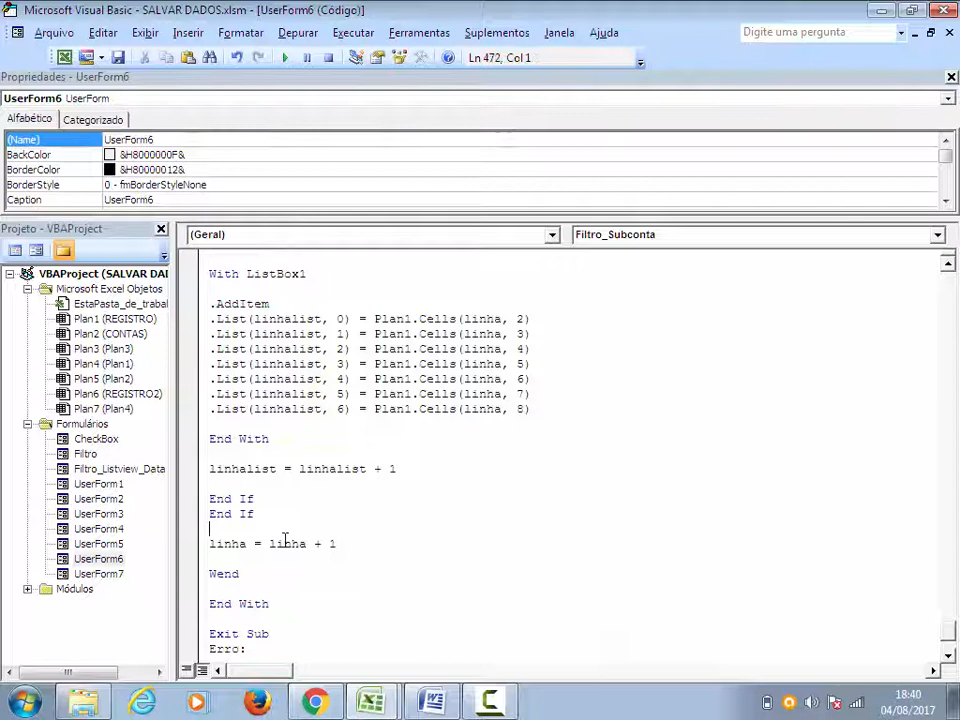 Microsoft Visual Basic - SALVAR DADOS.xlsm - [UserForm6 (Código)]
Arquivo Editar Exibir Inserir Formatar Depurar Executar Ferramentas Suplementos Janela Ajuda Digite uma pergunta
Ln 472, Col 1
Propriedades - UserForm6
UserForm6 UserForm
Alfabético Categorizado
(Name) UserForm6
BackColor &H8000000F&
BorderColor &H80000012&
BorderStyle 0 - fmBorderStyleNone
Caption UserForm6
Projeto - VBAProject
(Geral) Filtro_Subconta
VBAProject (SALVAR DAD
Microsoft Excel Objetos
EstaPasta_de_trabal
Plan1 (REGISTRO)
Plan2 (CONTAS)
Plan3 (Plan3)
Plan4 (Plan1)
Plan5 (Plan2)
Plan6 (REGISTRO2)
Plan7 (Plan4)
Formulários
CheckBox
Filtro
Filtro_Listview_Data
UserForm1
UserForm2
UserForm3
UserForm4
UserForm5
UserForm6
UserForm7
Módulos
With ListBox1
.AddItem
.List(linhalist, 0) = Plan1.Cells(linha, 2)
.List(linhalist, 1) = Plan1.Cells(linha, 3)
.List(linhalist, 2) = Plan1.Cells(linha, 4)
.List(linhalist, 3) = Plan1.Cells(linha, 5)
.List(linhalist, 4) = Plan1.Cells(linha, 6)
.List(linhalist, 5) = Plan1.Cells(linha, 7)
.List(linhalist, 6) = Plan1.Cells(linha, 8)
End With
linhalist = linhalist + 1
End If
End If
linha = linha + 1
Wend
End With
Exit Sub
Erro:
18:40
04/08/2017